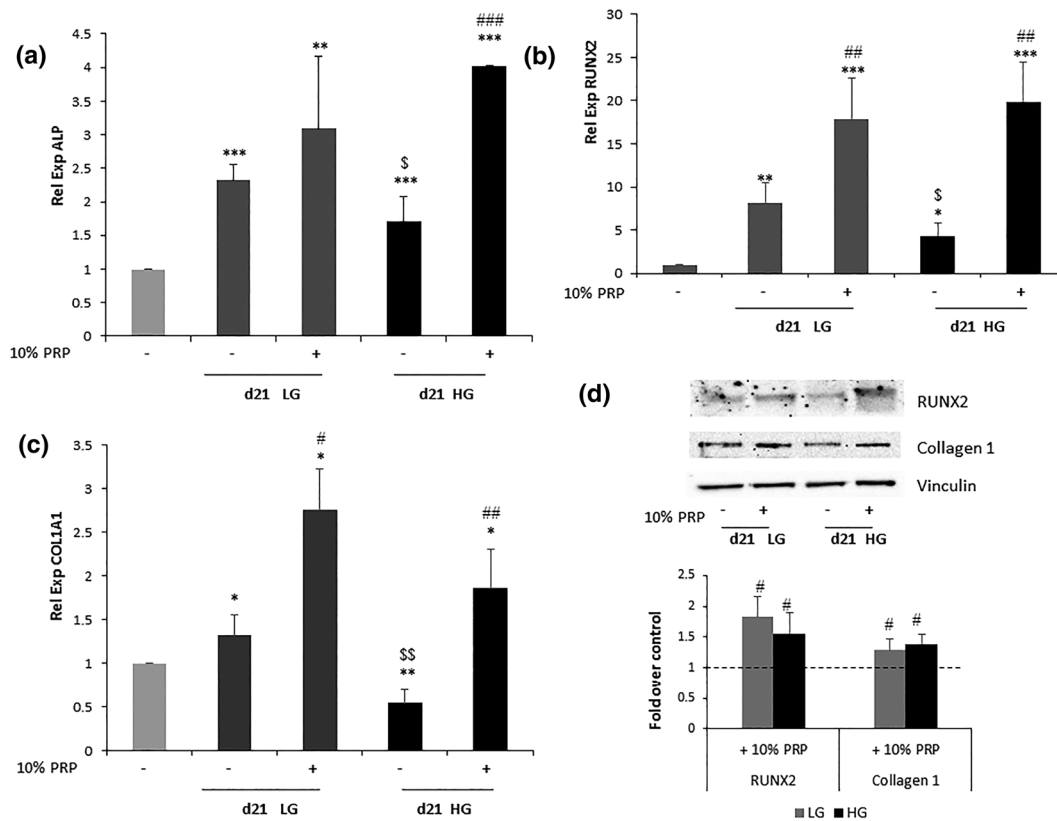 (a)
Rel Exp ALP
4.5
4
3.5
3
2.5
2
1.5
1
0.5
0
***
**
$
***
###
***
10% PRP - - + - +
d21 LG d21 HG
(b)
Rel Exp RUNX2
30
25
20
15
10
5
0
**
##
***
$
*
##
***
10% PRP - - + - +
d21 LG d21 HG
(c)
Rel Exp COL1A1
3.5
3
2.5
2
1.5
1
0.5
0
*
#
*
$$
**
##
*
10% PRP - - + - +
d21 LG d21 HG
(d)
RUNX2
Collagen 1
Vinculin
10% PRP - + - +
d21 LG d21 HG
Fold over control
2.5
2
1.5
1
0.5
0
# # # #
+ 10% PRP + 10% PRP
RUNX2 Collagen 1
LG HG